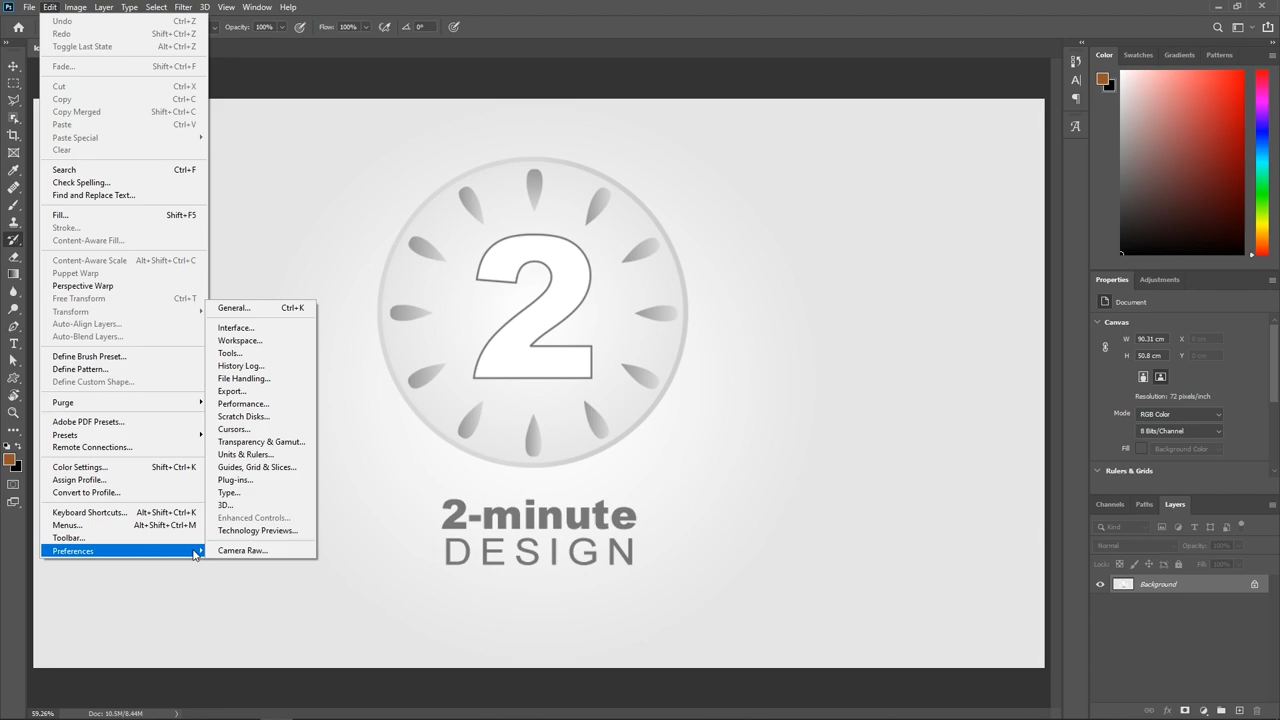 Ps File Edit Image Layer Type Select Filter 3D View Window Help
Opacity: 100% Flow: 100% 0°
Undo Ctrl+Z
Redo Shift+Ctrl+Z
Toggle Last State Alt+Ctrl+Z
Fade... Shift+Ctrl+F
Cut Ctrl+X
Copy Ctrl+C
Copy Merged Shift+Ctrl+C
Paste Ctrl+V
Paste Special
Clear
Search Ctrl+F
Check Spelling...
Find and Replace Text...
Fill... Shift+F5
Stroke...
Content-Aware Fill...
Content-Aware Scale Alt+Shift+Ctrl+C
Puppet Warp
Perspective Warp
Free Transform Ctrl+T
Transform
Auto-Align Layers...
Auto-Blend Layers...
Define Brush Preset...
Define Pattern...
Define Custom Shape...
Purge
Adobe PDF Presets...
Presets
Remote Connections...
Color Settings... Shift+Ctrl+K
Assign Profile...
Convert to Profile...
Keyboard Shortcuts... Alt+Shift+Ctrl+K
Menus... Alt+Shift+Ctrl+M
Toolbar...
Preferences
General... Ctrl+K
Interface...
Workspace...
Tools...
History Log...
File Handling...
Export...
Performance...
Scratch Disks...
Cursors...
Transparency & Gamut...
Units & Rulers...
Guides, Grid & Slices...
Plug-ins...
Type...
3D...
Enhanced Controls...
Technology Previews...
Camera Raw...
2
2-minute
DESIGN
Color Swatches Gradients Patterns
Properties Adjustments
Document
Canvas
W 90.31 cm X 0 cm
H 50.8 cm Y 0 cm
Resolution: 72 pixels/inch
Mode RGB Color
8 Bits/Channel
Fill Background Color
Rulers & Grids
Channels Paths Layers
Kind
Normal Opacity: 100%
Lock: Fill: 100%
Background
59.26% Doc: 10.5M/8.44M